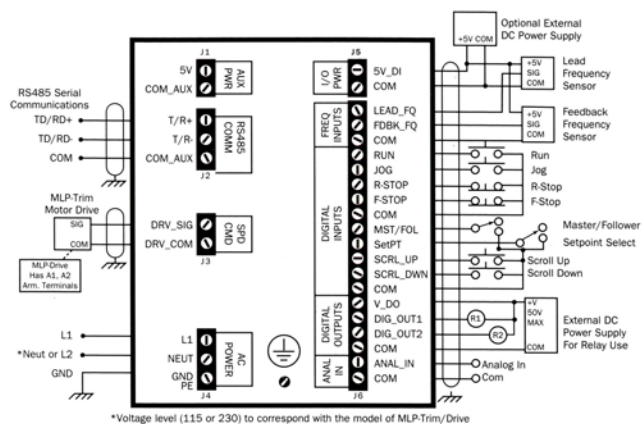 Optional External
DC Power Supply
+5V COM
J1
J5
5V
COM_AUX
AUX
PWR
I/O
PWR
5V_DI
COM
+5V
SIG
COM
Lead
Frequency
Sensor
RS485 Serial
Communications
TD/RD+
TD/RD-
COM
T/R+
T/R-
COM_AUX
RS485
COMM
J2
FREQ
INPUTS
LEAD_FQ
FDBK_FQ
COM
+5V
SIG
COM
Feedback
Frequency
Sensor
DIGITAL
INPUTS
RUN
JOG
R-STOP
F-STOP
COM
MST/FOL
SetPT
SCRL_UP
SCRL_DWN
COM
Run
Jog
R-Stop
F-Stop
Master/Follower
Setpoint Select
Scroll Up
Scroll Down
MLP-Trim
Motor Drive
SIG
COM
MLP-Drive
Has A1, A2
Arm. Terminals
DRV_SIG
DRV_COM
SPD
CMD
J3
DIGITAL
OUTPUTS
V_DO
DIG_OUT1
DIG_OUT2
COM
R1
R2
+V
50V
MAX
COM
External DC
Power Supply
For Relay Use
L1
*Neut or L2
GND
L1
NEUT
GND
PE
AC
POWER
J4
ANAL
IN
ANAL_IN
COM
J6
Analog In
Com
*Voltage level (115 or 230) to correspond with the model of MLP-Trim/Drive